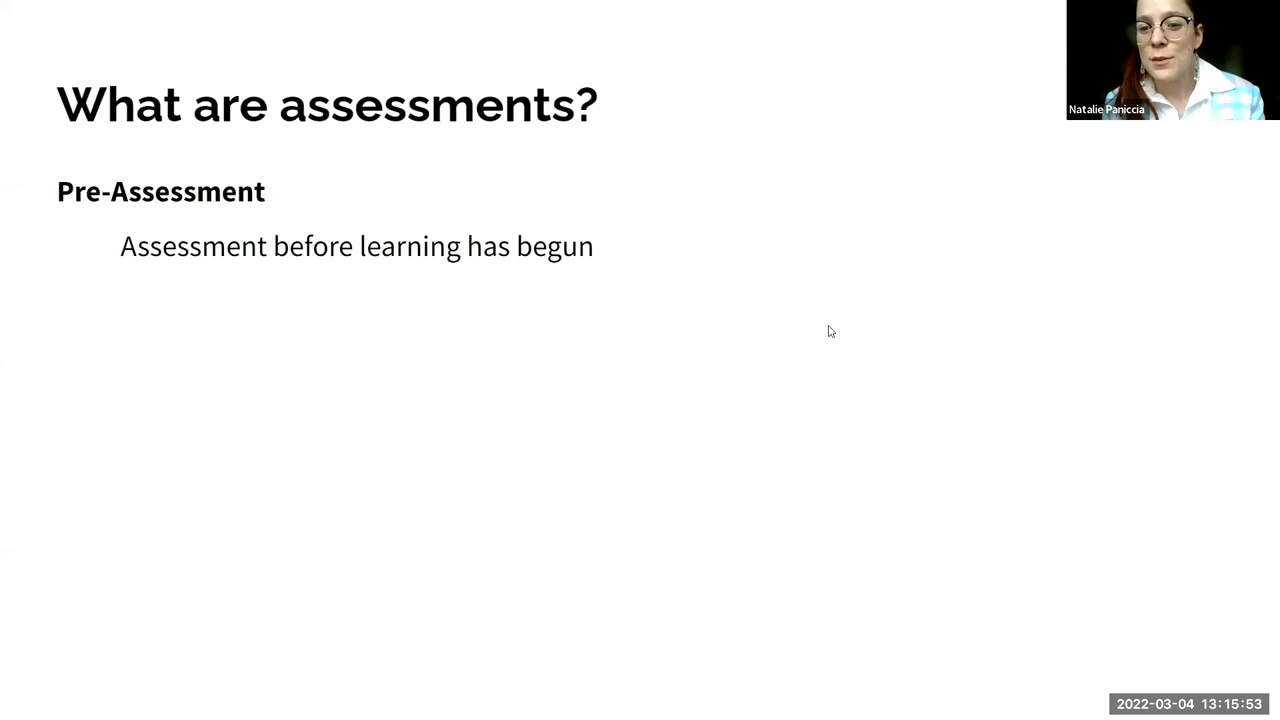 What are assessments?
Natalie Paniccia
Pre-Assessment
Assessment before learning has begun
2022-03-04 13:15:53